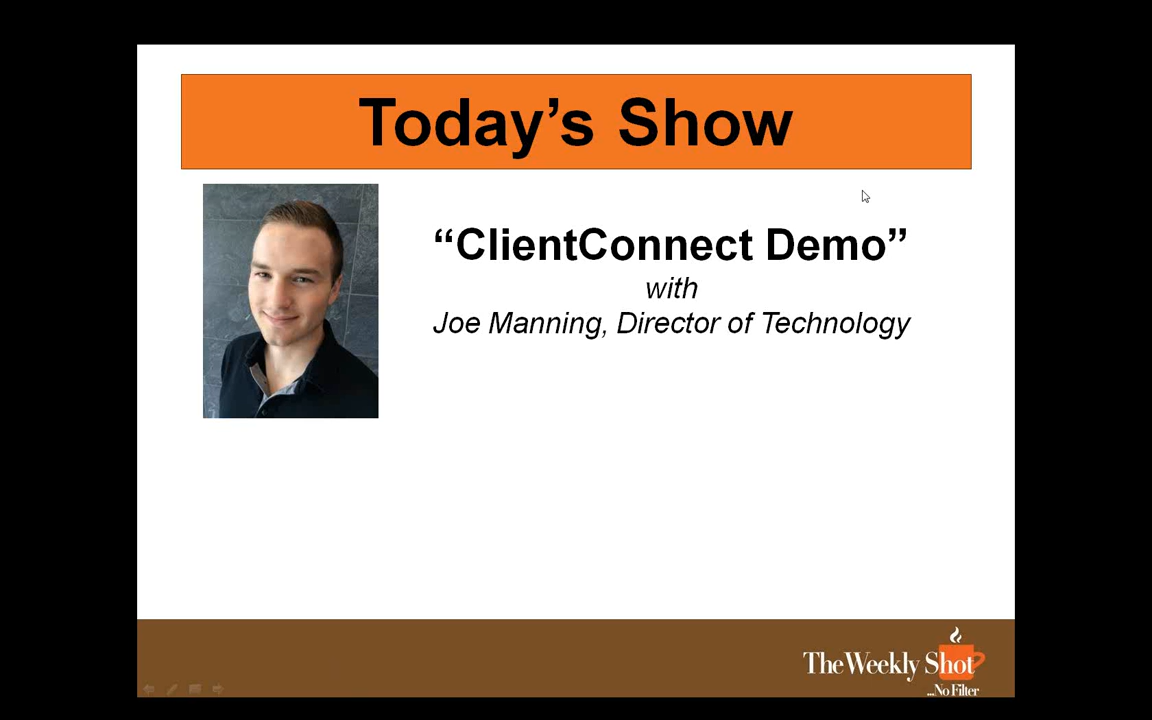 Today’s Show
“ClientConnect Demo”
with
Joe Manning, Director of Technology
The Weekly Shot
...No Filter